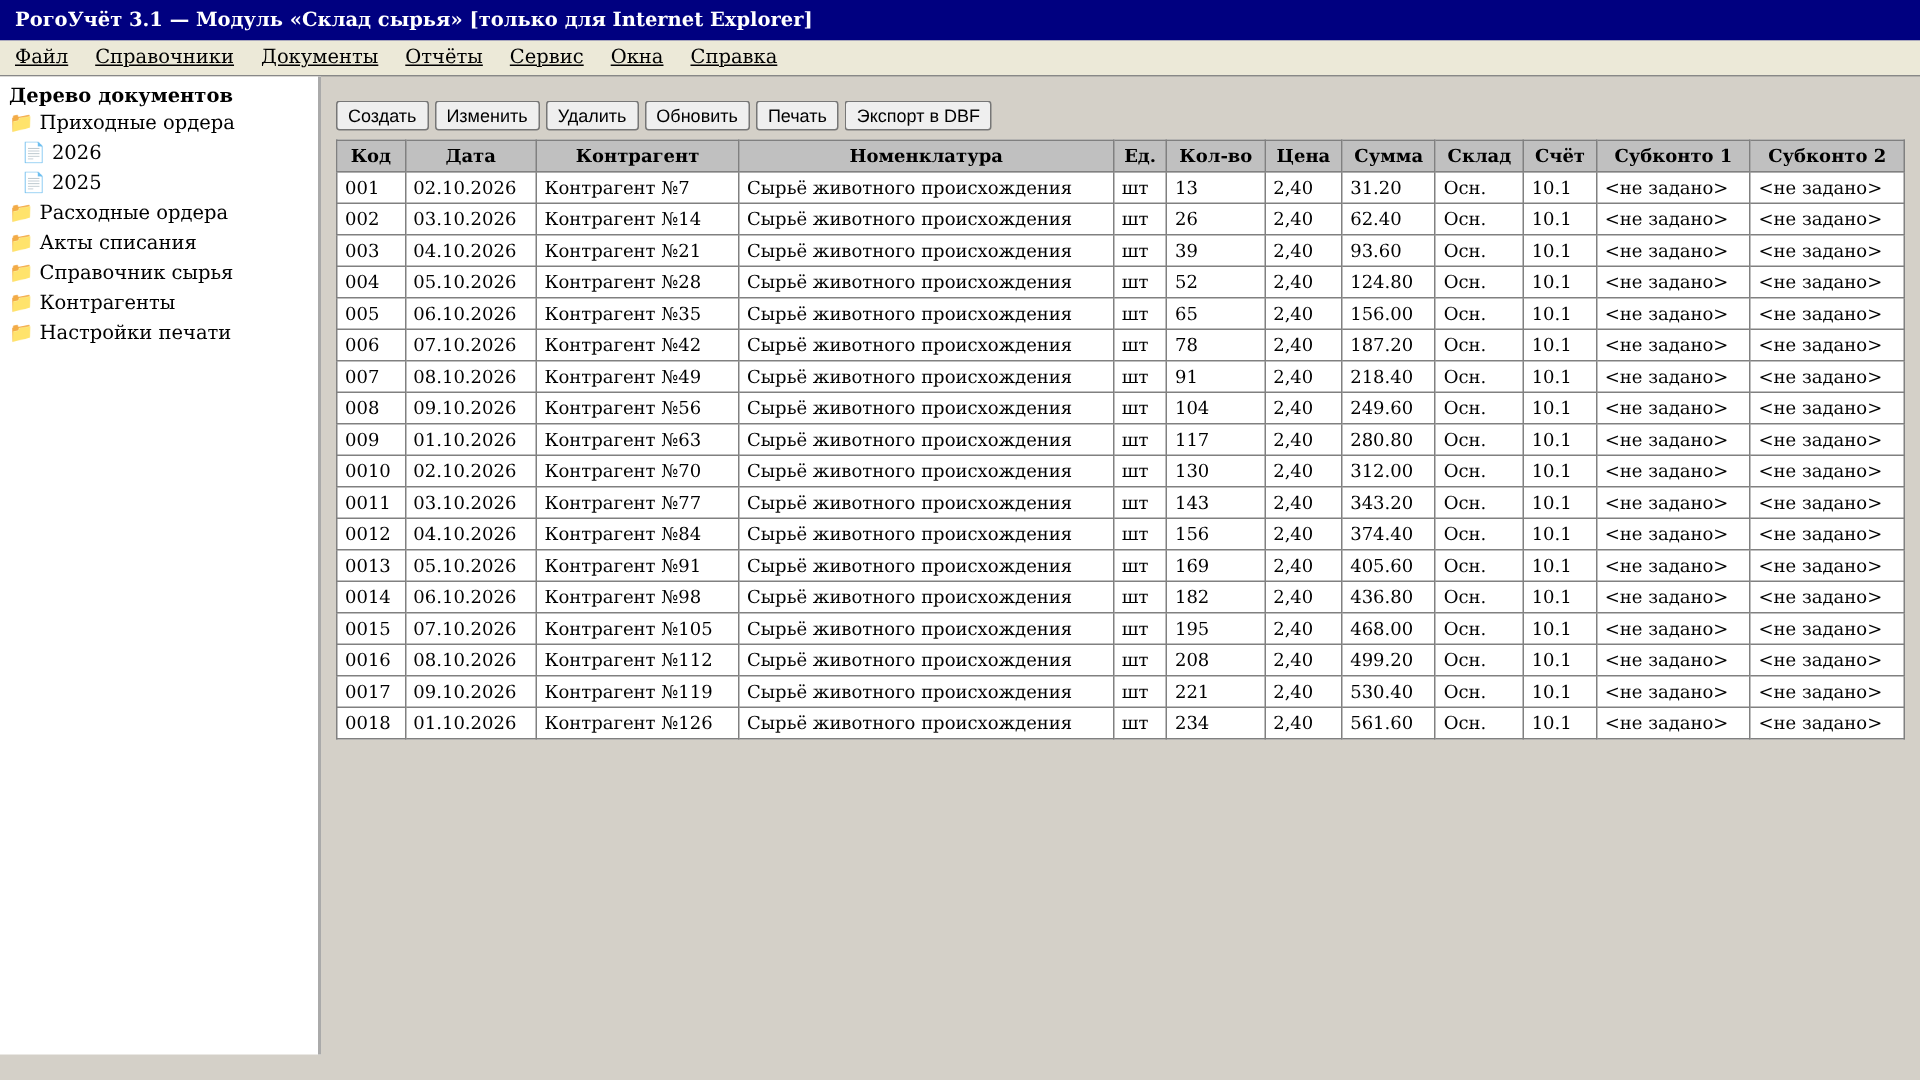 РогоУчёт 3.1 — Модуль «Склад сырья» [только для Internet Explorer]
Файл Справочники Документы Отчёты Сервис Окна Справка
Дерево документов
Приходные ордера
2026
2025
Расходные ордера
Акты списания
Справочник сырья
Контрагенты
Настройки печати
Создать Изменить Удалить Обновить Печать Экспорт в DBF
Код Дата Контрагент Номенклатура Ед. Кол-во Цена Сумма Склад Счёт Субконто 1 Субконто 2
001 02.10.2026 Контрагент №7 Сырьё животного происхождения шт 13 2,40 31.20 Осн. 10.1 <не задано> <не задано>
002 03.10.2026 Контрагент №14 Сырьё животного происхождения шт 26 2,40 62.40 Осн. 10.1 <не задано> <не задано>
003 04.10.2026 Контрагент №21 Сырьё животного происхождения шт 39 2,40 93.60 Осн. 10.1 <не задано> <не задано>
004 05.10.2026 Контрагент №28 Сырьё животного происхождения шт 52 2,40 124.80 Осн. 10.1 <не задано> <не задано>
005 06.10.2026 Контрагент №35 Сырьё животного происхождения шт 65 2,40 156.00 Осн. 10.1 <не задано> <не задано>
006 07.10.2026 Контрагент №42 Сырьё животного происхождения шт 78 2,40 187.20 Осн. 10.1 <не задано> <не задано>
007 08.10.2026 Контрагент №49 Сырьё животного происхождения шт 91 2,40 218.40 Осн. 10.1 <не задано> <не задано>
008 09.10.2026 Контрагент №56 Сырьё животного происхождения шт 104 2,40 249.60 Осн. 10.1 <не задано> <не задано>
009 01.10.2026 Контрагент №63 Сырьё животного происхождения шт 117 2,40 280.80 Осн. 10.1 <не задано> <не задано>
0010 02.10.2026 Контрагент №70 Сырьё животного происхождения шт 130 2,40 312.00 Осн. 10.1 <не задано> <не задано>
0011 03.10.2026 Контрагент №77 Сырьё животного происхождения шт 143 2,40 343.20 Осн. 10.1 <не задано> <не задано>
0012 04.10.2026 Контрагент №84 Сырьё животного происхождения шт 156 2,40 374.40 Осн. 10.1 <не задано> <не задано>
0013 05.10.2026 Контрагент №91 Сырьё животного происхождения шт 169 2,40 405.60 Осн. 10.1 <не задано> <не задано>
0014 06.10.2026 Контрагент №98 Сырьё животного происхождения шт 182 2,40 436.80 Осн. 10.1 <не задано> <не задано>
0015 07.10.2026 Контрагент №105 Сырьё животного происхождения шт 195 2,40 468.00 Осн. 10.1 <не задано> <не задано>
0016 08.10.2026 Контрагент №112 Сырьё животного происхождения шт 208 2,40 499.20 Осн. 10.1 <не задано> <не задано>
0017 09.10.2026 Контрагент №119 Сырьё животного происхождения шт 221 2,40 530.40 Осн. 10.1 <не задано> <не задано>
0018 01.10.2026 Контрагент №126 Сырьё животного происхождения шт 234 2,40 561.60 Осн. 10.1 <не задано> <не задано>